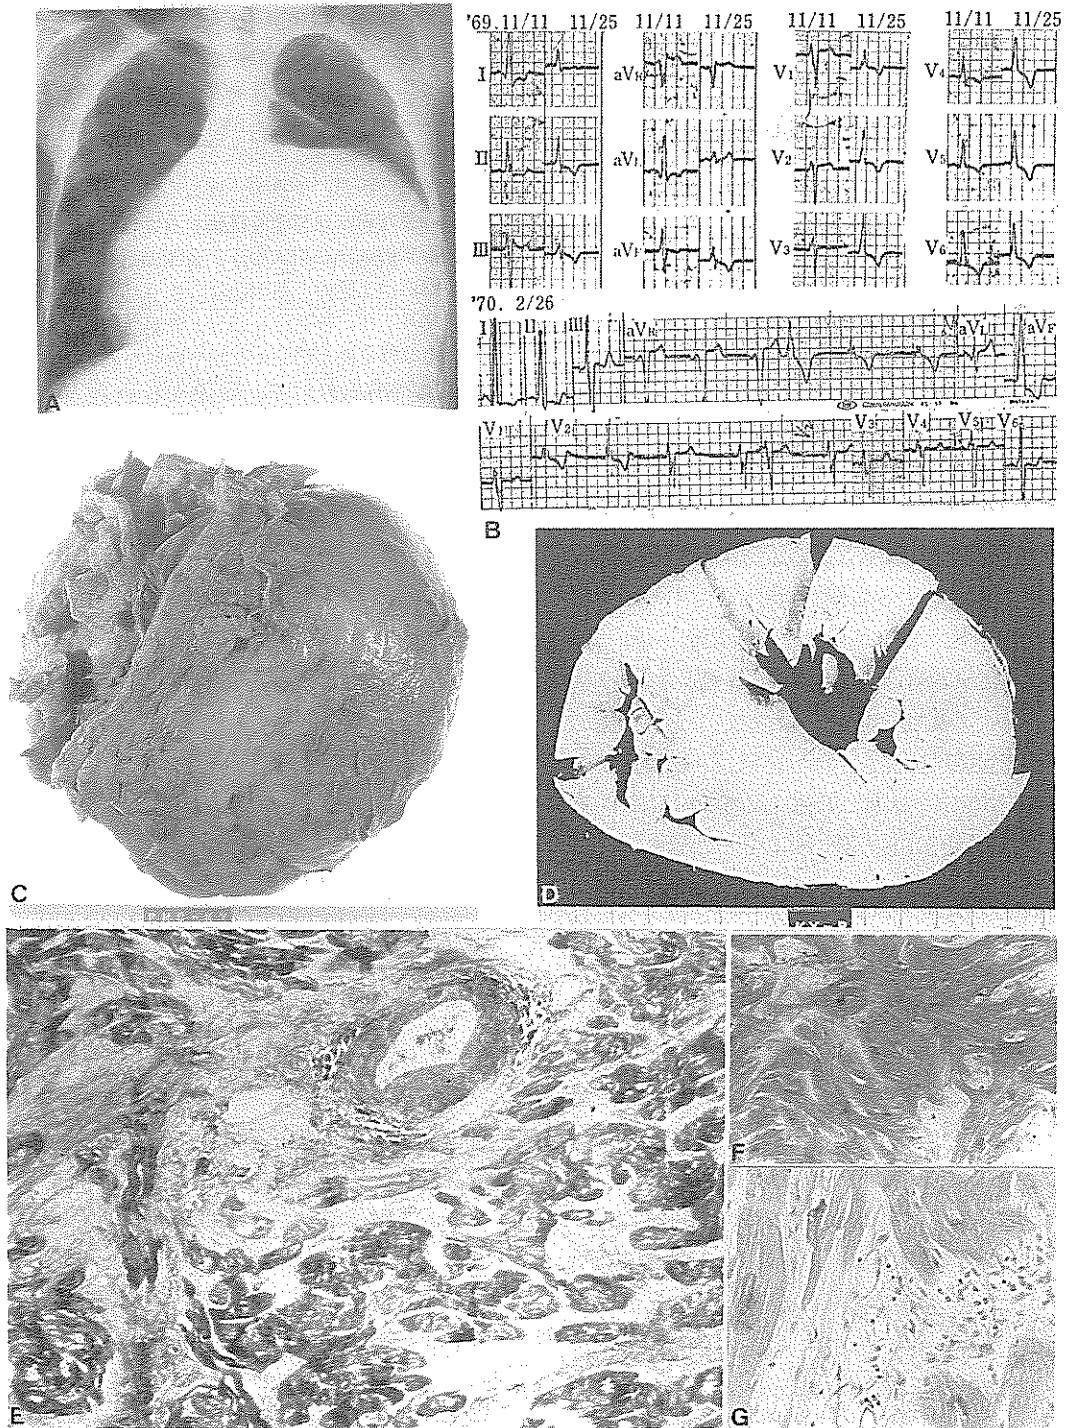 '69.11/11 11/25 11/11 11/25 11/11 11/25 11/11 11/25
I aVR V1 V4
II aVL V2 V5
III aVF V3 V6
'70. 2/26
I II III aVR aVL aVF
V1 V2 V3 V4 V5 V6
A
B
C
D
E
F
G